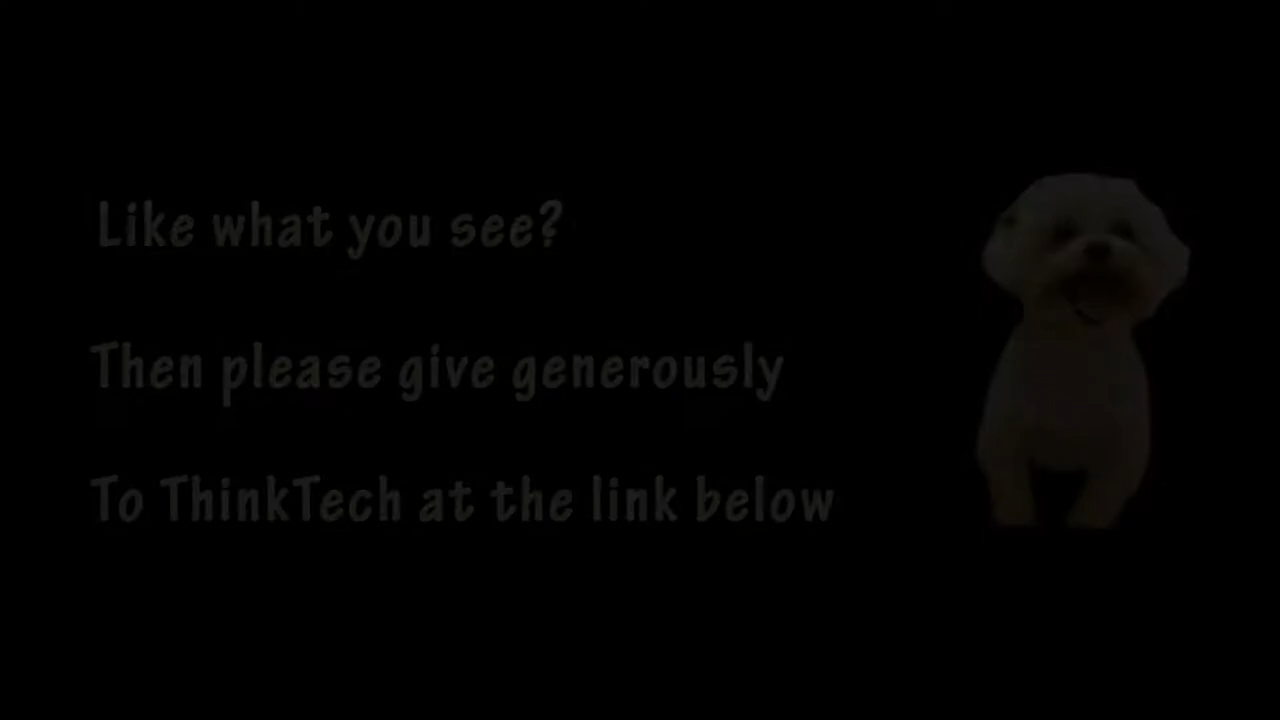 Like what you see?
Then please give generously
To ThinkTech at the link below